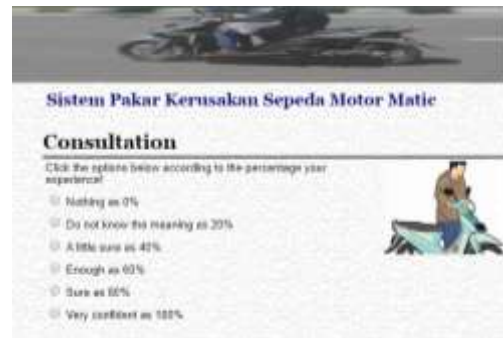 Sistem Pakar Kerusakan Sepeda Motor Matic
Consultation
Click the options below according to the percentage your
experience!
Nothing as 0%
Do not know the meaning as 20%
A little sure as 40%
Enough as 60%
Sure as 80%
Very confident as 100%